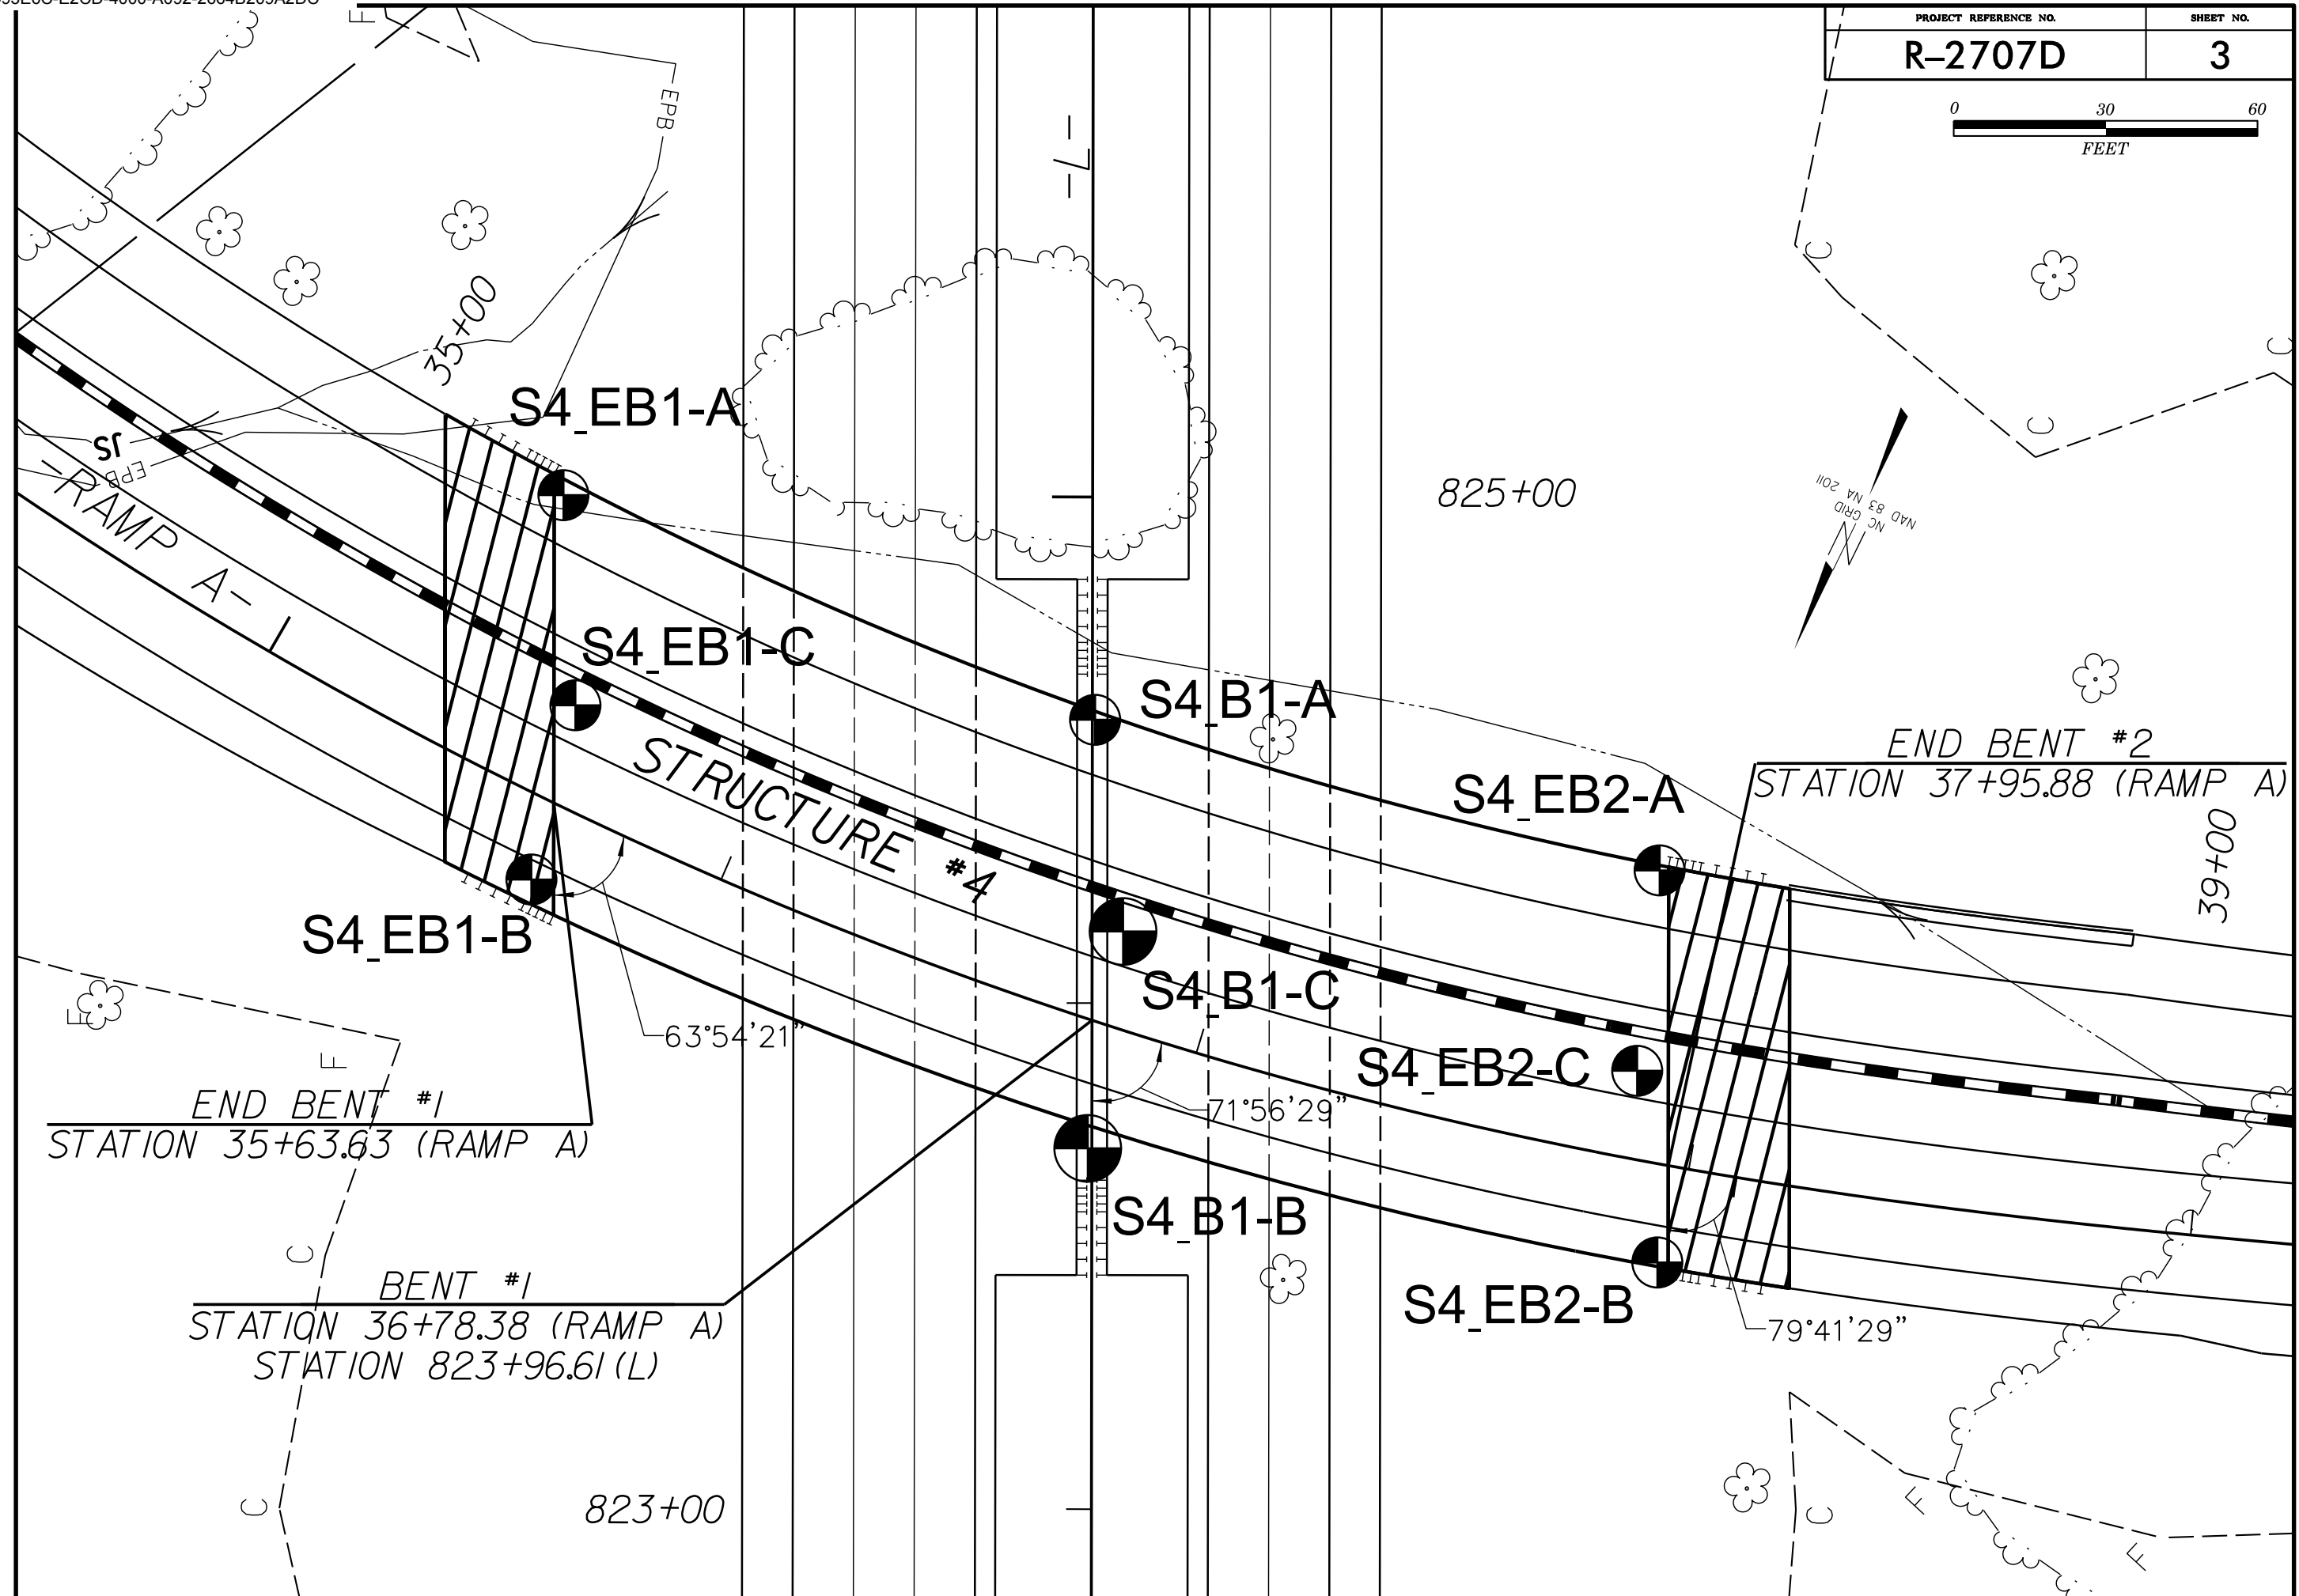 PROJECT REFERENCE NO.
SHEET NO.
R-2707D
3
0 30 60
FEET
-L-
EPB
35+00
S4_EB1-A
JS
EPB
-RAMP A-
825+00
NC GRID
NAD 83 NA 2011
S4_EB1-C
S4_B1-A
STRUCTURE #4
S4_EB2-A
END BENT #2
STATION 37+95.88 (RAMP A)
39+00
S4_EB1-B
S4_B1-C
63°54'21"
S4_EB2-C
71°56'29"
END BENT #1
STATION 35+63.63 (RAMP A)
S4_B1-B
BENT #1
STATION 36+78.38 (RAMP A)
STATION 823+96.61 (L)
S4_EB2-B
79°41'29"
823+00
F
F
F
F
F
C
C
C
C
C
C